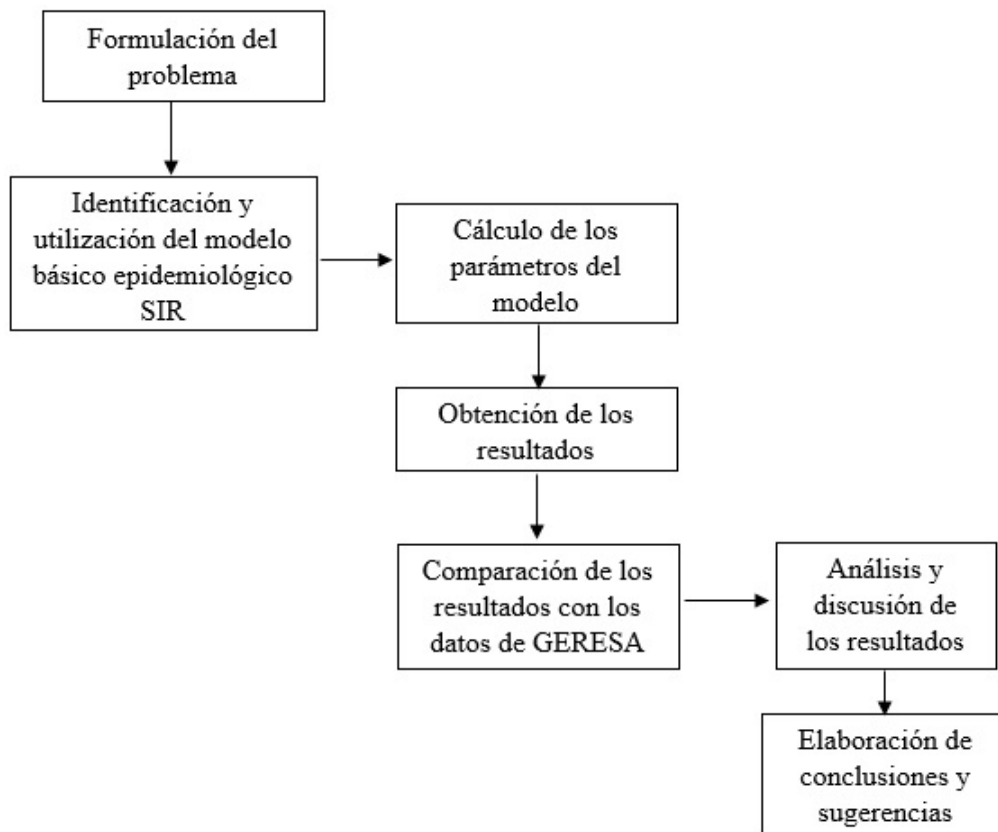 Formulación del
problema
Identificación y
utilización del modelo
básico epidemiológico
SIR
Cálculo de los
parámetros del
modelo
Obtención de los
resultados
Comparación de los
resultados con los
datos de GERESA
Análisis y
discusión de
los resultados
Elaboración de
conclusiones y
sugerencias